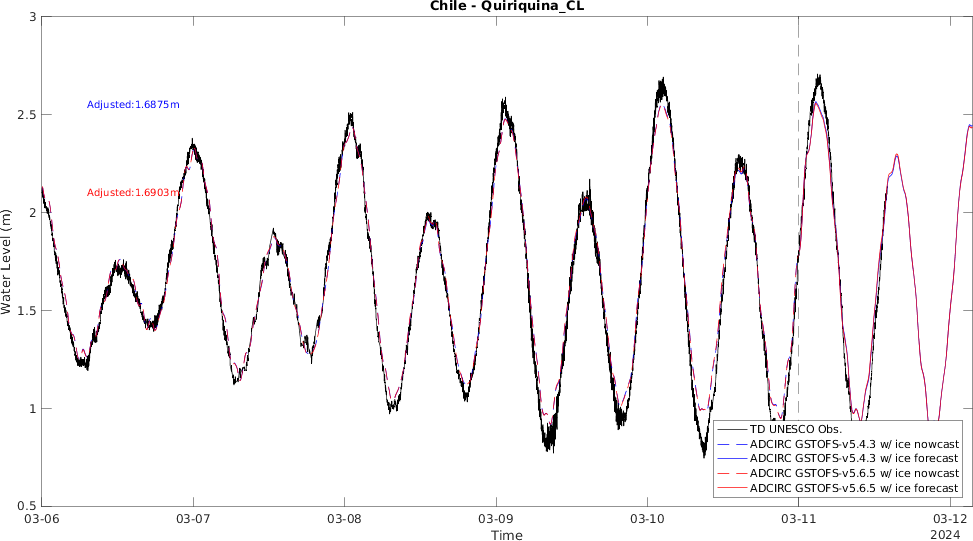 Chile - Quiriquina_CL
3
2.5
2
1.5
1
0.5
Water Level (m)
Adjusted:1.6875m
Adjusted:1.6903m
TD UNESCO Obs.
ADCIRC GSTOFS-v5.4.3 w/ ice nowcast
ADCIRC GSTOFS-v5.4.3 w/ ice forecast
ADCIRC GSTOFS-v5.6.5 w/ ice nowcast
ADCIRC GSTOFS-v5.6.5 w/ ice forecast
03-06 03-07 03-08 03-09 03-10 03-11 03-12
Time
2024